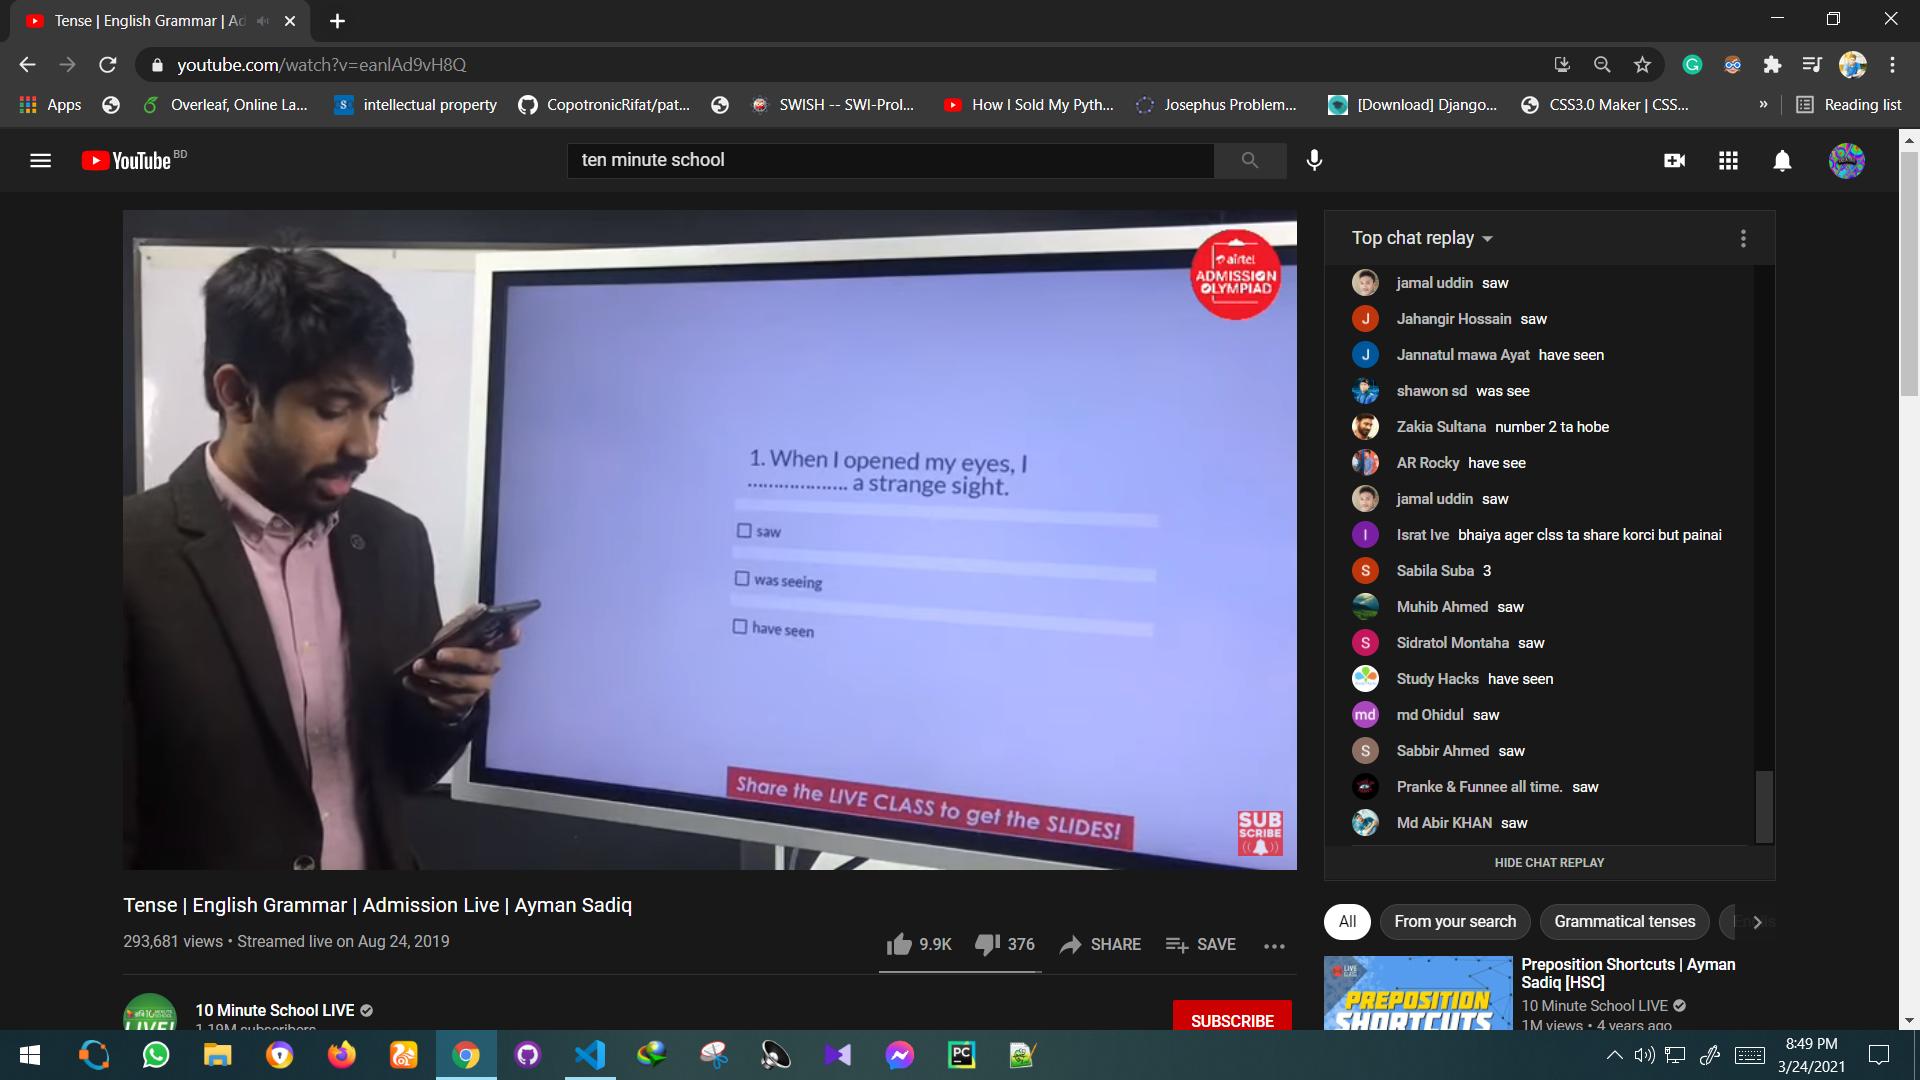 Tense | English Grammar | Ad
youtube.com/watch?v=eanlAd9vH8Q
Apps
Overleaf, Online La...
intellectual property
CopotronicRifat/pat...
SWISH -- SWI-Prol...
How I Sold My Pyth...
Josephus Problem...
[Download] Django...
CSS3.0 Maker | CSS...
»
Reading list
YouTube BD
ten minute school
airtel
ADMISSION
OLYMPIAD
1. When I opened my eyes, I
................... a strange sight.
saw
was seeing
have seen
Share the LIVE CLASS to get the SLIDES!
SUB
SCRIBE
Tense | English Grammar | Admission Live | Ayman Sadiq
293,681 views • Streamed live on Aug 24, 2019
9.9K
376
SHARE
SAVE
10 Minute School LIVE
1.19M subscribers
LIVE!
SUBSCRIBE
Top chat replay
jamal uddin saw
J Jahangir Hossain saw
J Jannatul mawa Ayat have seen
shawon sd was see
Zakia Sultana number 2 ta hobe
AR Rocky have see
jamal uddin saw
I Israt Ive bhaiya ager clss ta share korci but painai
S Sabila Suba 3
Muhib Ahmed saw
S Sidratol Montaha saw
Study Hacks have seen
md md Ohidul saw
S Sabbir Ahmed saw
Pranke & Funnee all time. saw
Md Abir KHAN saw
HIDE CHAT REPLAY
All
From your search
Grammatical tenses
LIVE
PREPOSITION
SHORTCUTS
Preposition Shortcuts | Ayman
Sadiq [HSC]
10 Minute School LIVE
1M views • 4 years ago
PC
8:49 PM
3/24/2021